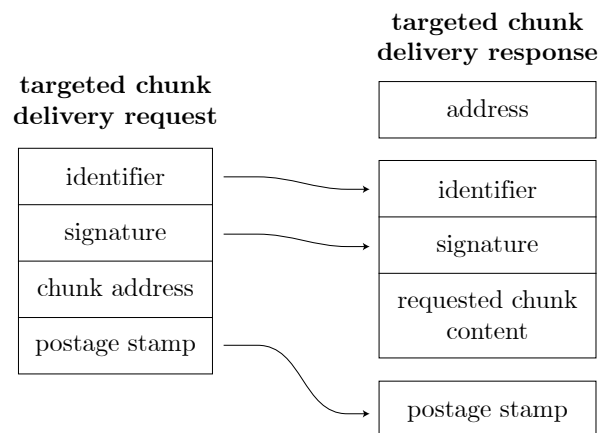 targeted chunk
delivery request
identifier
signature
chunk address
postage stamp
targeted chunk
delivery response
address
identifier
signature
requested chunk
content
postage stamp